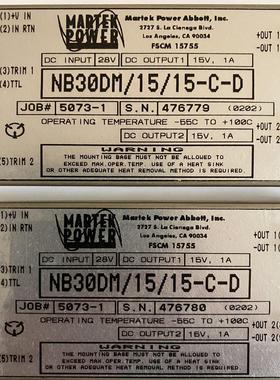 (1)+V IN
(2) IN RTN
MARTEK POWER
Martek Power Abbott, Inc.
2727 S. La Cienega Blvd.
Los Angeles, CA 90034
FSCM 15755
DC INPUT 28V DC OUTPUT1 15V, 1A
+OUT 1
-OUT
(3)TRIM 1
(4)TTL
NB30DM/15/15-C-D
JOB# 5073-1 S.N. 476779 (0202)
OPERATING TEMPERATURE -55C TO +100C
DC OUTPUT2 15V, 1A
+OUT 2
-OUT 2
(5)TRIM 2
WARNING
THE MOUNTING BASE MUST NOT BE ALLOWED TO
EXCEED MAX.OPER.TEMP. USE OF A HEAT SINK
OR OTHER ADEQUATE HEAT REMOVAL METHOD IS REQUIRED.
(1)+V IN
(2)IN RTN
MARTEK POWER
Martek Power Abbott, Inc.
2727 S. La Cienega Blvd.
Los Angeles, CA 90034
FSCM 15755
DC INPUT 28V DC OUTPUT1 15V, 1A
+OUT 1(
-OUT
(3)TRIM 1
(4)TTL
NB30DM/15/15-C-D
JOB# 5073-1 S.N. 476780 (0202)
OPERATING TEMPERATURE -55C TO +100C
DC OUTPUT2 15V, 1A
+OUT 2(
-OUT 2
(5)TRIM 2
WARNING
THE MOUNTING BASE MUST NOT BE ALLOWED TO
EXCEED MAX.OPER.TEMP. USE OF A HEAT SINK
OR OTHER ADEQUATE HEAT REMOVAL METHOD IS REQUIRED.